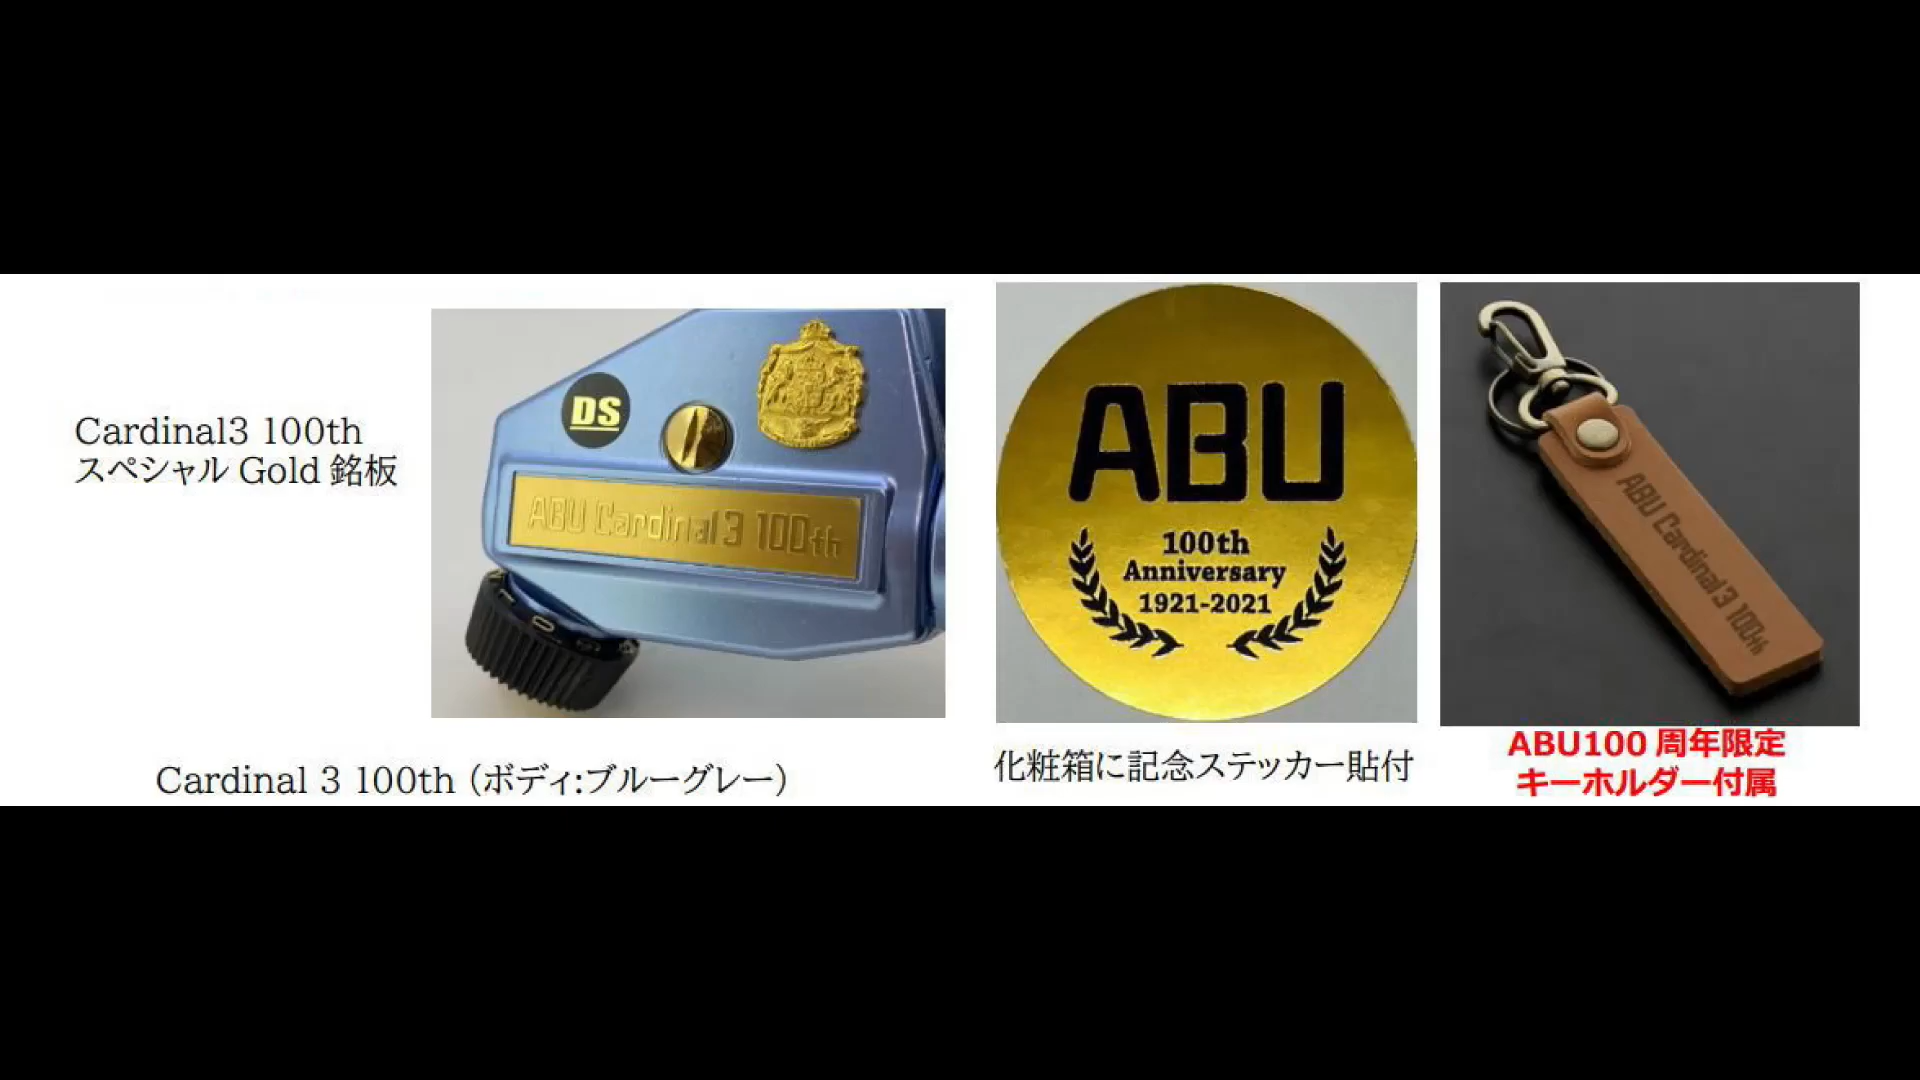 Cardinal3 100th
スペシャル Gold 銘板
DS
ABU Cardinal 3 100th
Cardinal 3 100th（ボディ:ブルーグレー）
ABU
100th
Anniversary
1921-2021
化粧箱に記念ステッカー貼付
ABU Cardinal3 100th
ABU100 周年限定
キーホルダー付属